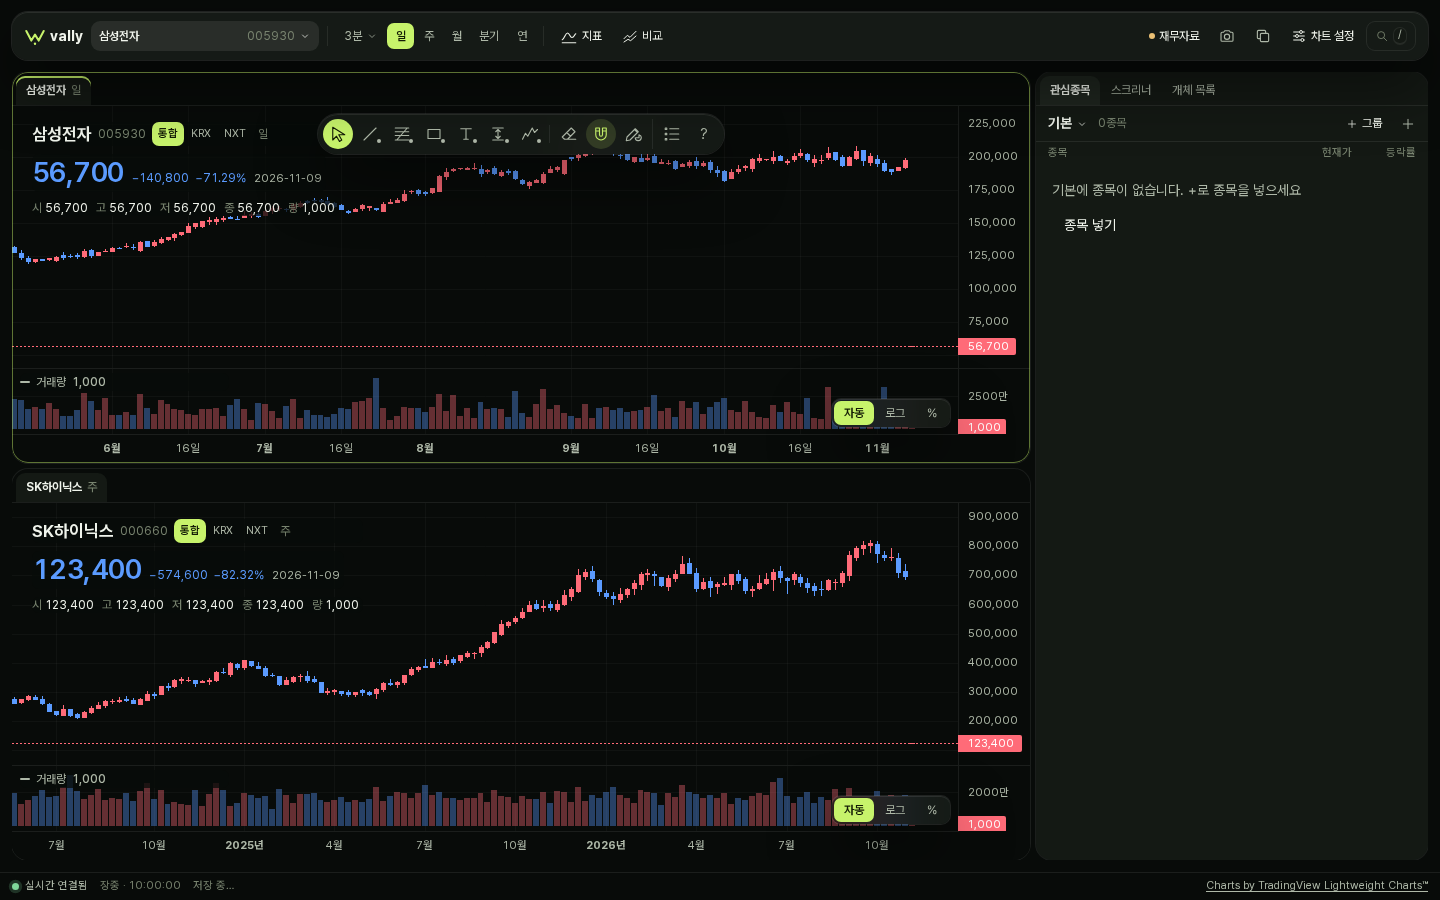 vally 삼성전자 005930 3분 일 주 월 분기 연 지표 비교 재무자료 차트 설정 /
삼성전자 일
삼성전자 005930 통합 KRX NXT 일
T ?
56,700 −140,800 −71.29% 2026-11-09
시 56,700 고 56,700 저 56,700 종 56,700 량 1,000
225,000
200,000
175,000
150,000
125,000
100,000
75,000
56,700
거래량 1,000
2500만
자동 로그 %
1,000
6월 16일 7월 16일 8월 9월 16일 10월 16일 11월
SK하이닉스 주
SK하이닉스 000660 통합 KRX NXT 주
123,400 −574,600 −82.32% 2026-11-09
시 123,400 고 123,400 저 123,400 종 123,400 량 1,000
900,000
800,000
700,000
600,000
500,000
400,000
300,000
200,000
123,400
거래량 1,000
2000만
자동 로그 %
1,000
7월 10월 2025년 4월 7월 10월 2026년 4월 7월 10월
관심종목 스크리너 개체 목록
기본 0종목 + 그룹 +
종목 현재가 등락률
기본에 종목이 없습니다. +로 종목을 넣으세요
종목 넣기
실시간 연결됨 장중 · 10:00:00 저장 중…
Charts by TradingView Lightweight Charts™